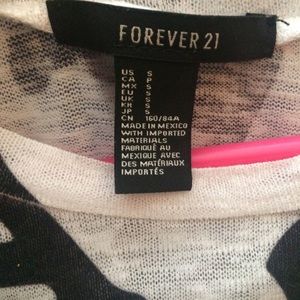 FOREVER 21
US S
CA P
MX S
EU S
UK S
KR S
JP S
CN 160/84A
MADE IN MEXICO
WITH IMPORTED
MATERIALS
FABRIQUÉ AU
MEXIQUE AVEC
DES MATÉRIAUX
IMPORTÉS